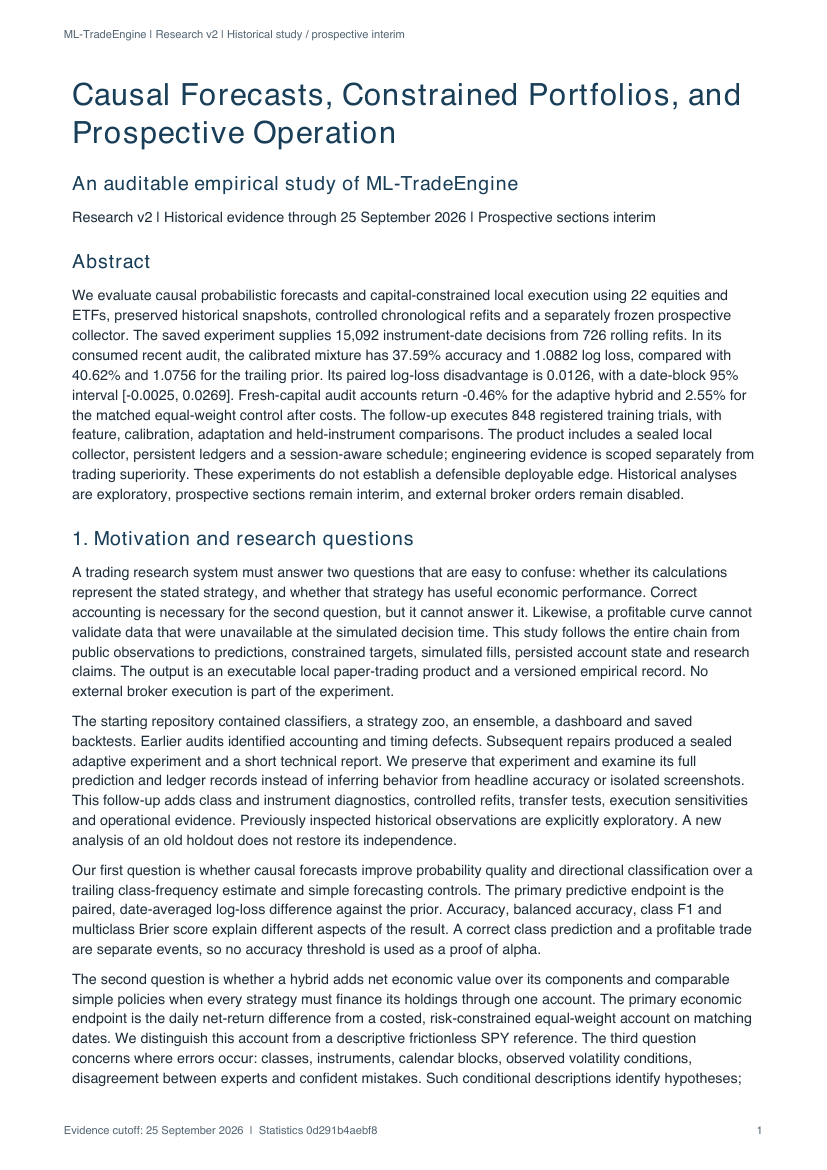 ML-TradeEngine | Research v2 | Historical study / prospective interim
Causal Forecasts, Constrained Portfolios, and
Prospective Operation
An auditable empirical study of ML-TradeEngine
Research v2 | Historical evidence through 25 September 2026 | Prospective sections interim
Abstract
We evaluate causal probabilistic forecasts and capital-constrained local execution using 22 equities and
ETFs, preserved historical snapshots, controlled chronological refits and a separately frozen prospective
collector. The saved experiment supplies 15,092 instrument-date decisions from 726 rolling refits. In its
consumed recent audit, the calibrated mixture has 37.59% accuracy and 1.0882 log loss, compared with
40.62% and 1.0756 for the trailing prior. Its paired log-loss disadvantage is 0.0126, with a date-block 95%
interval [-0.0025, 0.0269]. Fresh-capital audit accounts return -0.46% for the adaptive hybrid and 2.55% for
the matched equal-weight control after costs. The follow-up executes 848 registered training trials, with
feature, calibration, adaptation and held-instrument comparisons. The product includes a sealed local
collector, persistent ledgers and a session-aware schedule; engineering evidence is scoped separately from
trading superiority. These experiments do not establish a defensible deployable edge. Historical analyses
are exploratory, prospective sections remain interim, and external broker orders remain disabled.
1. Motivation and research questions
A trading research system must answer two questions that are easy to confuse: whether its calculations
represent the stated strategy, and whether that strategy has useful economic performance. Correct
accounting is necessary for the second question, but it cannot answer it. Likewise, a profitable curve cannot
validate data that were unavailable at the simulated decision time. This study follows the entire chain from
public observations to predictions, constrained targets, simulated fills, persisted account state and research
claims. The output is an executable local paper-trading product and a versioned empirical record. No
external broker execution is part of the experiment.
The starting repository contained classifiers, a strategy zoo, an ensemble, a dashboard and saved
backtests. Earlier audits identified accounting and timing defects. Subsequent repairs produced a sealed
adaptive experiment and a short technical report. We preserve that experiment and examine its full
prediction and ledger records instead of inferring behavior from headline accuracy or isolated screenshots.
This follow-up adds class and instrument diagnostics, controlled refits, transfer tests, execution sensitivities
and operational evidence. Previously inspected historical observations are explicitly exploratory. A new
analysis of an old holdout does not restore its independence.
Our first question is whether causal forecasts improve probability quality and directional classification over a
trailing class-frequency estimate and simple forecasting controls. The primary predictive endpoint is the
paired, date-averaged log-loss difference against the prior. Accuracy, balanced accuracy, class F1 and
multiclass Brier score explain different aspects of the result. A correct class prediction and a profitable trade
are separate events, so no accuracy threshold is used as a proof of alpha.
The second question is whether a hybrid adds net economic value over its components and comparable
simple policies when every strategy must finance its holdings through one account. The primary economic
endpoint is the daily net-return difference from a costed, risk-constrained equal-weight account on matching
dates. We distinguish this account from a descriptive frictionless SPY reference. The third question
concerns where errors occur: classes, instruments, calendar blocks, observed volatility conditions,
disagreement between experts and confident mistakes. Such conditional descriptions identify hypotheses;
Evidence cutoff: 25 September 2026 | Statistics 0d291b4aebf8
1